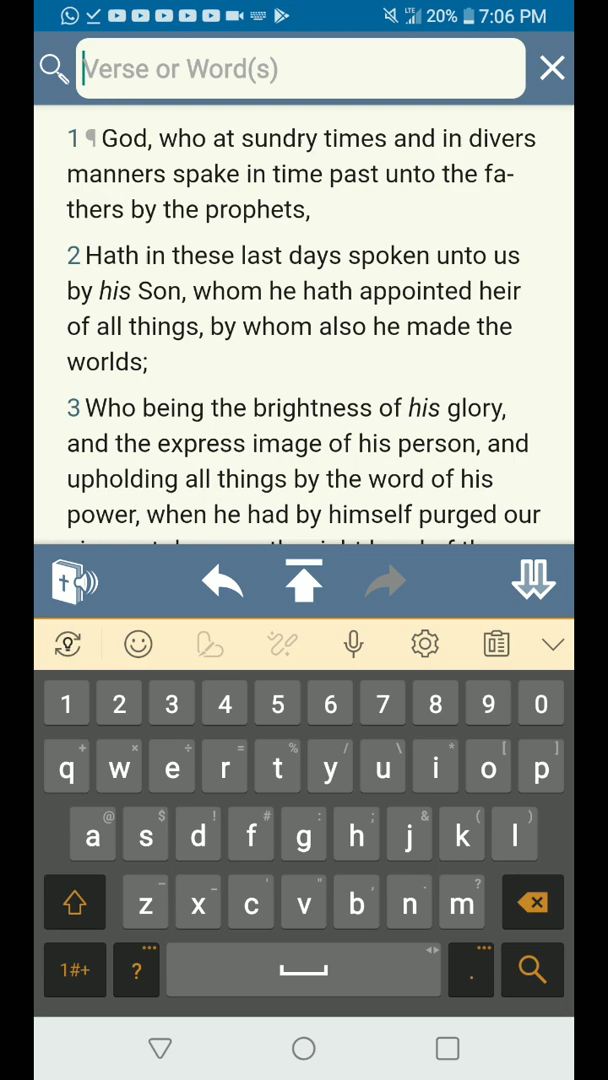 LTE 20% 7:06 PM
Verse or Word(s)
1 ¶ God, who at sundry times and in divers
manners spake in time past unto the fa-
thers by the prophets,
2 Hath in these last days spoken unto us
by his Son, whom he hath appointed heir
of all things, by whom also he made the
worlds;
3 Who being the brightness of his glory,
and the express image of his person, and
upholding all things by the word of his
power, when he had by himself purged our
1 2 3 4 5 6 7 8 9 0
+ × ÷ = % / \ * [ ]
q w e r t y u i o p
@ $ ! # : ; & ( )
a s d f g h j k l
- _ ' " , . ?
z x c v b n m
1#+ ? .